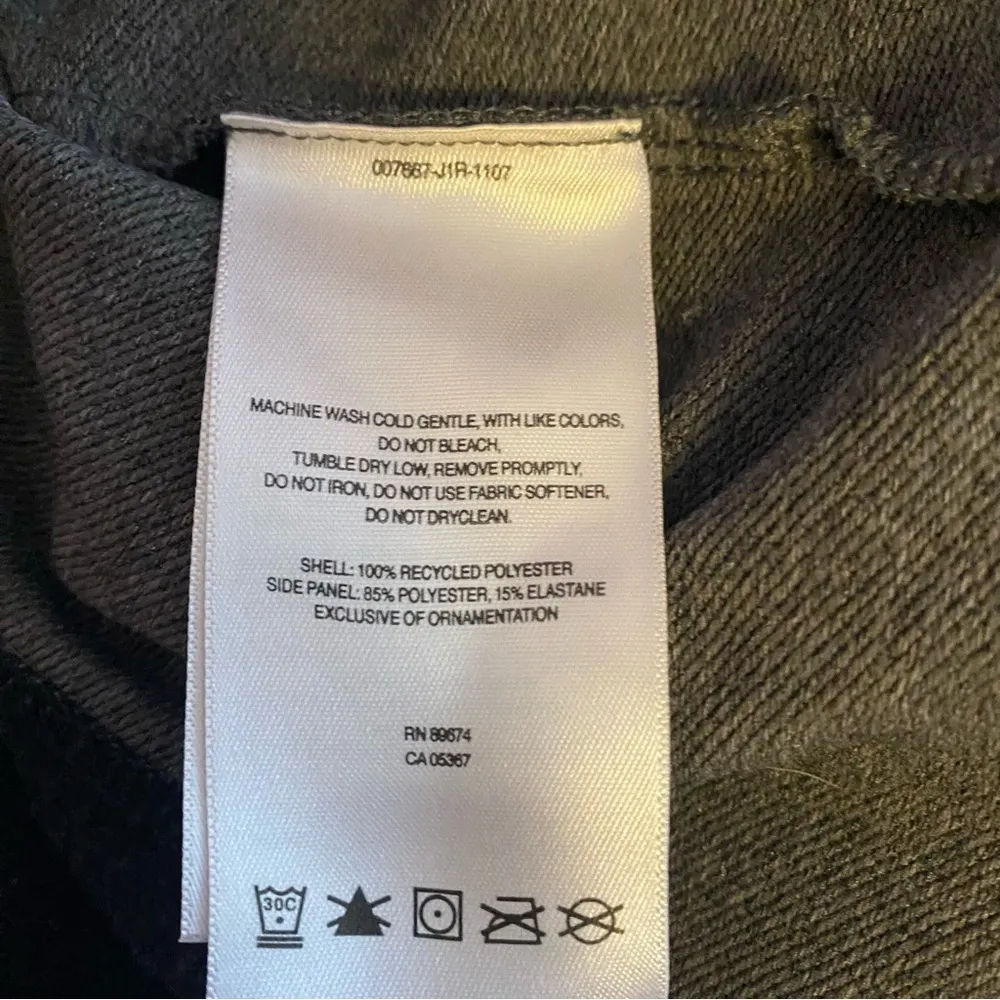 007667-J1R-1107
MACHINE WASH COLD GENTLE, WITH LIKE COLORS,
DO NOT BLEACH,
TUMBLE DRY LOW, REMOVE PROMPTLY,
DO NOT IRON, DO NOT USE FABRIC SOFTENER,
DO NOT DRYCLEAN.
SHELL: 100% RECYCLED POLYESTER
SIDE PANEL: 85% POLYESTER, 15% ELASTANE
EXCLUSIVE OF ORNAMENTATION
RN 89674
CA 05367
30C